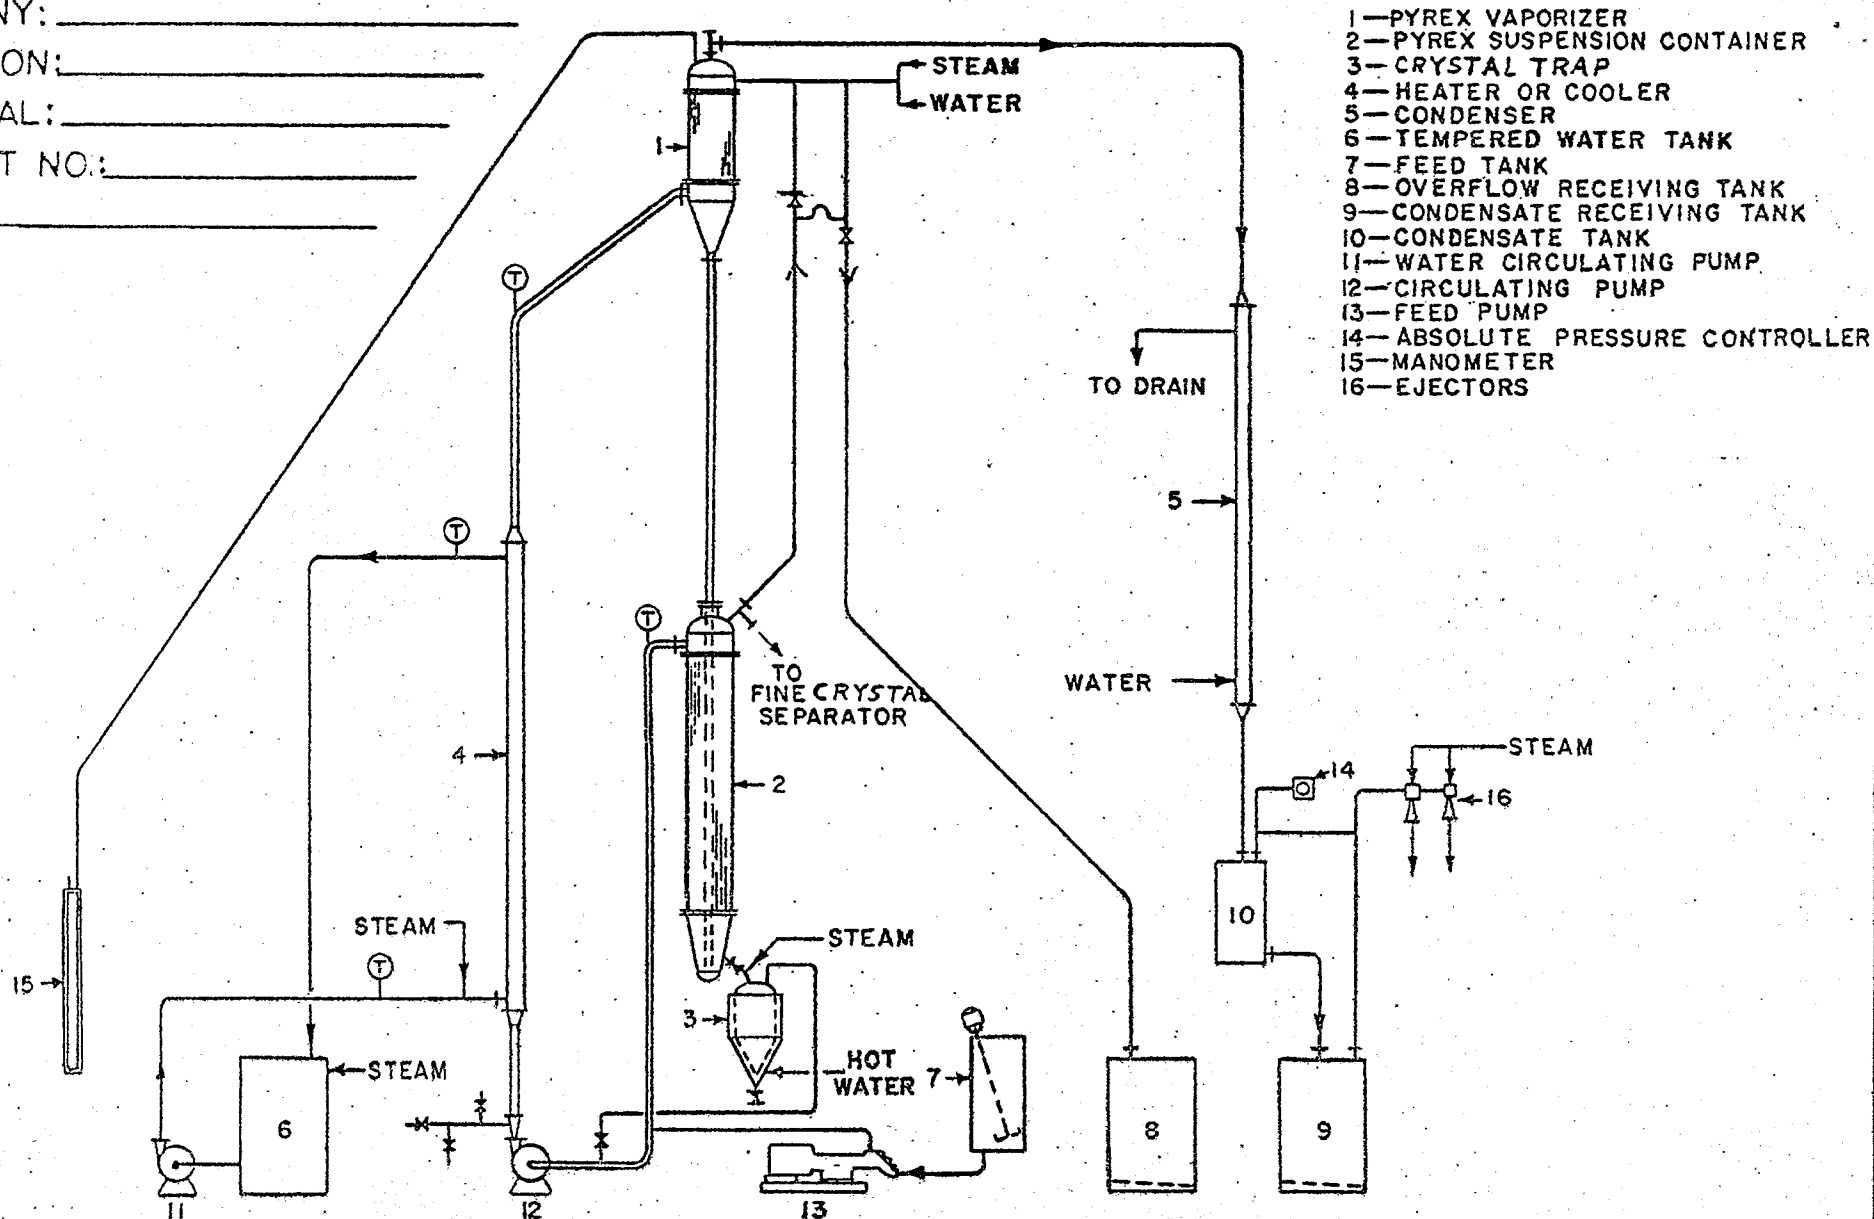 NY:
ON:
AL:
T NO.:
1—PYREX VAPORIZER
2—PYREX SUSPENSION CONTAINER
3—CRYSTAL TRAP
4—HEATER OR COOLER
5—CONDENSER
6—TEMPERED WATER TANK
7—FEED TANK
8—OVERFLOW RECEIVING TANK
9—CONDENSATE RECEIVING TANK
10—CONDENSATE TANK
11—WATER CIRCULATING PUMP
12—CIRCULATING PUMP
13—FEED PUMP
14—ABSOLUTE PRESSURE CONTROLLER
15—MANOMETER
16—EJECTORS
STEAM
WATER
1
T
TO DRAIN
5
T
T
TO
FINE CRYSTAL
SEPARATOR
WATER
4
2
STEAM
14
16
10
STEAM
STEAM
T
15
3
HOT
WATER
7
STEAM
6
8
9
11
12
13